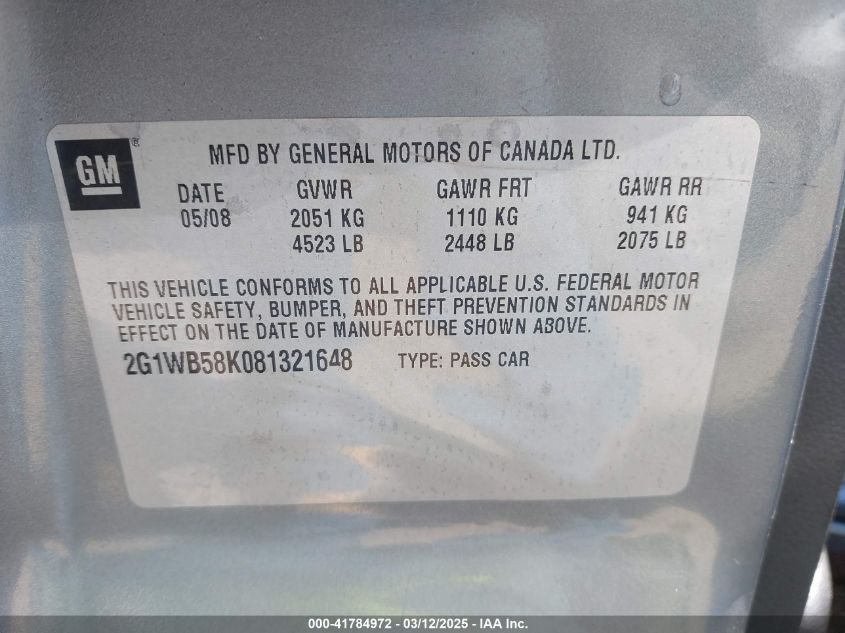 GM®
MFD BY GENERAL MOTORS OF CANADA LTD.
DATE GVWR GAWR FRT GAWR RR
05/08 2051 KG 1110 KG 941 KG
4523 LB 2448 LB 2075 LB
THIS VEHICLE CONFORMS TO ALL APPLICABLE U.S. FEDERAL MOTOR
VEHICLE SAFETY, BUMPER, AND THEFT PREVENTION STANDARDS IN
EFFECT ON THE DATE OF MANUFACTURE SHOWN ABOVE.
2G1WB58K081321648 TYPE: PASS CAR
000-41784972 - 03/12/2025 - IAA Inc.